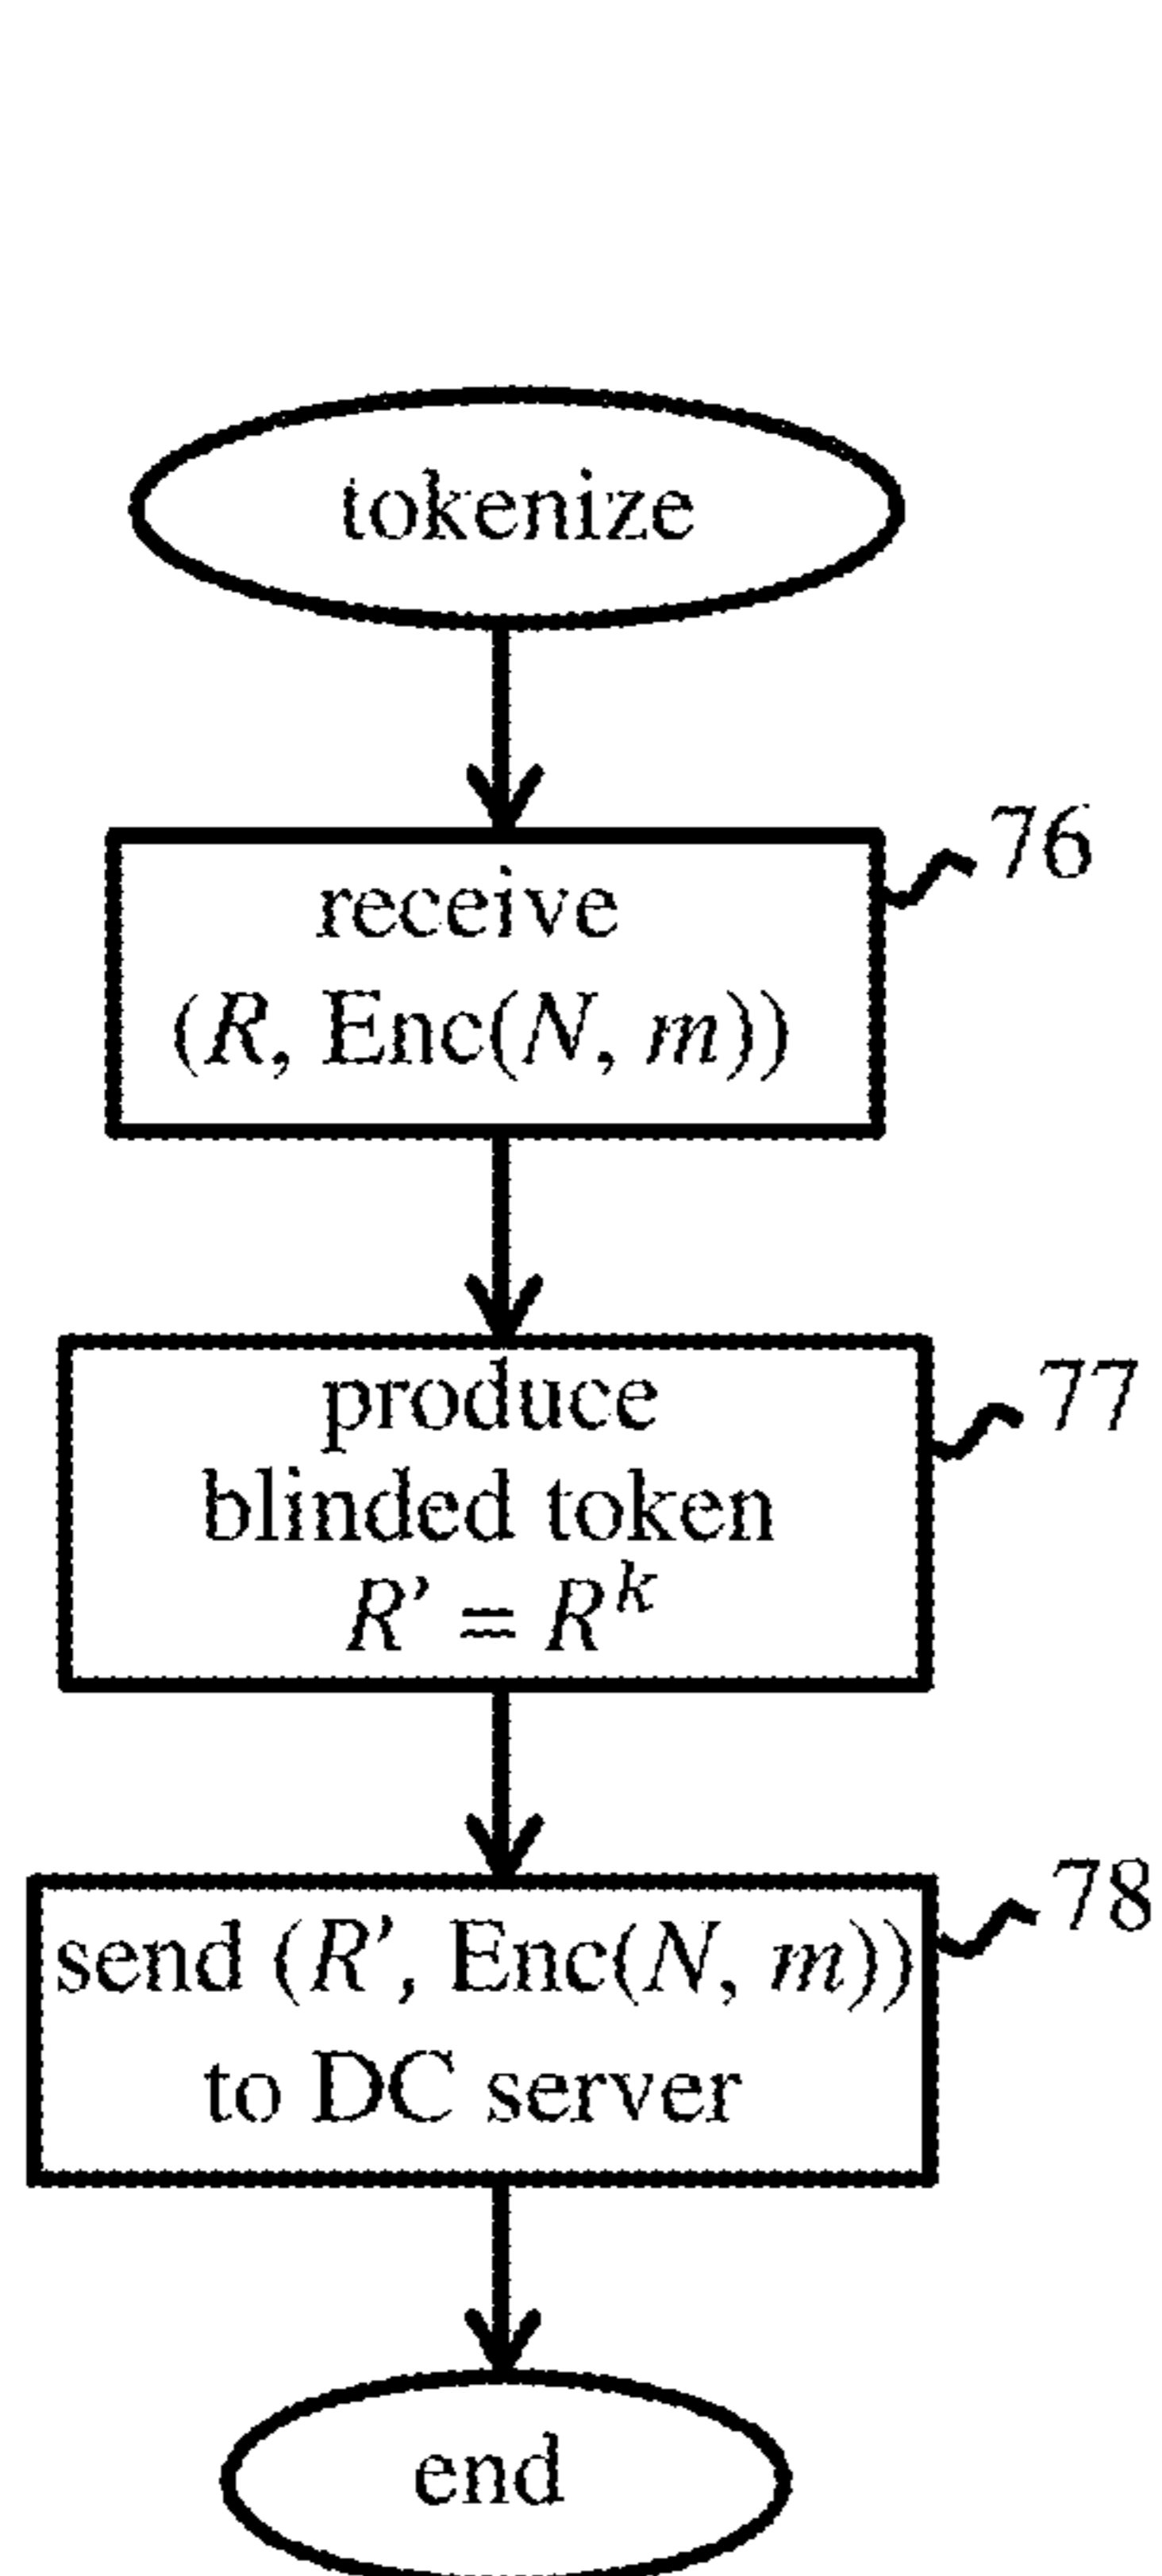 tokenize
76
receive
(R, Enc(N, m))
77
produce
blinded token
R’ = R^k
78
send (R’, Enc(N, m))
to DC server
end